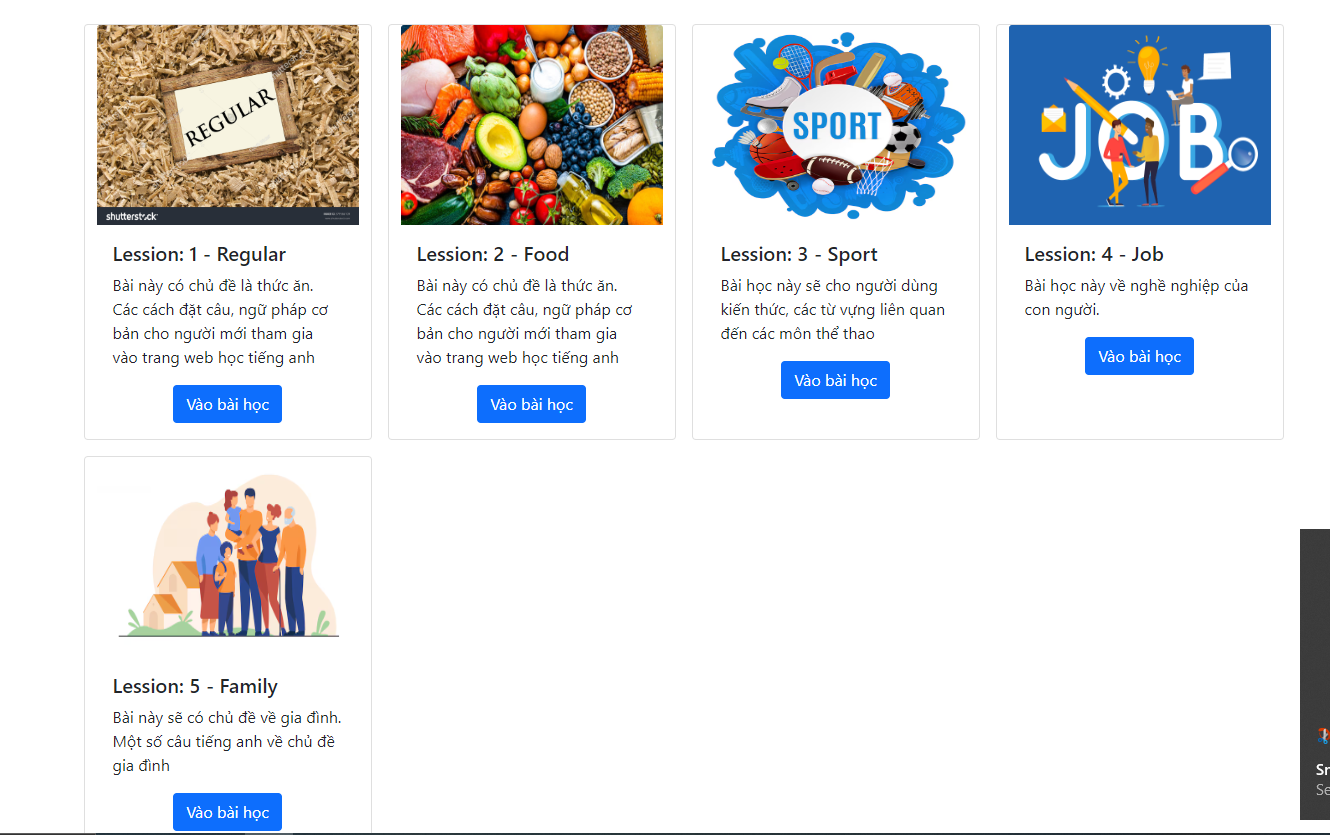 REGULAR
shutterstock
SPORT
JOB
Lession: 1 - Regular
Bài này có chủ đề là thức ăn.
Các cách đặt câu, ngữ pháp cơ
bản cho người mới tham gia
vào trang web học tiếng anh
Vào bài học
Lession: 2 - Food
Bài này có chủ đề là thức ăn.
Các cách đặt câu, ngữ pháp cơ
bản cho người mới tham gia
vào trang web học tiếng anh
Vào bài học
Lession: 3 - Sport
Bài học này sẽ cho người dùng
kiến thức, các từ vựng liên quan
đến các môn thể thao
Vào bài học
Lession: 4 - Job
Bài học này về nghề nghiệp của
con người.
Vào bài học
Lession: 5 - Family
Bài này sẽ có chủ đề về gia đình.
Một số câu tiếng anh về chủ đề
gia đình
Vào bài học
Sr
Se